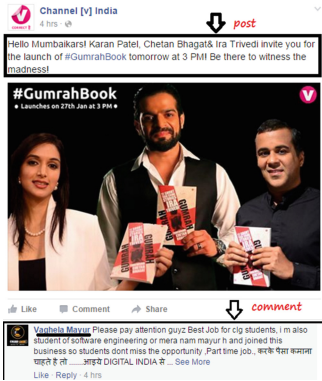 Channel [v] India
4 hrs
post
Hello Mumbaikars! Karan Patel, Chetan Bhagat& Ira Trivedi invite you for
the launch of #GumrahBook tomorrow at 3 PM! Be there to witness the
madness!
#GumrahBook
Launches on 27th Jan at 3 PM
GUMRAH
GUMRAH
GUMRAH
Like Comment Share
comment
Vaghela Mayur Please pay attention guyz Best Job for clg students, i m also
student of software engineering or mera nam mayur h and joined this
business so students dont miss the opportunity ,Part time job., करके पैसा कमाना
चाहते है तो ........आइये DIGITAL INDIA से ... See More
Like · Reply · 4 hrs